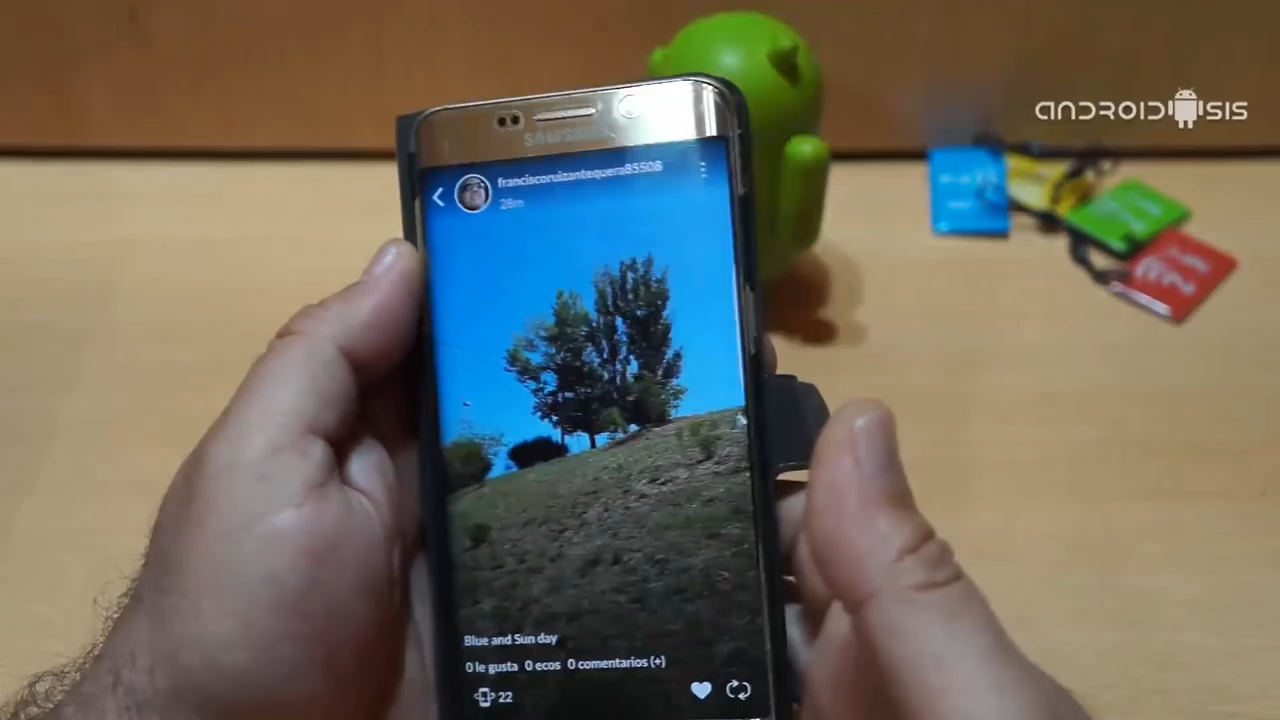 ANDROIDSIS
SAMSUNG
franciscoruizantequera85508
28m
Blue and Sun day
0 le gusta 0 ecos 0 comentarios (+)
22